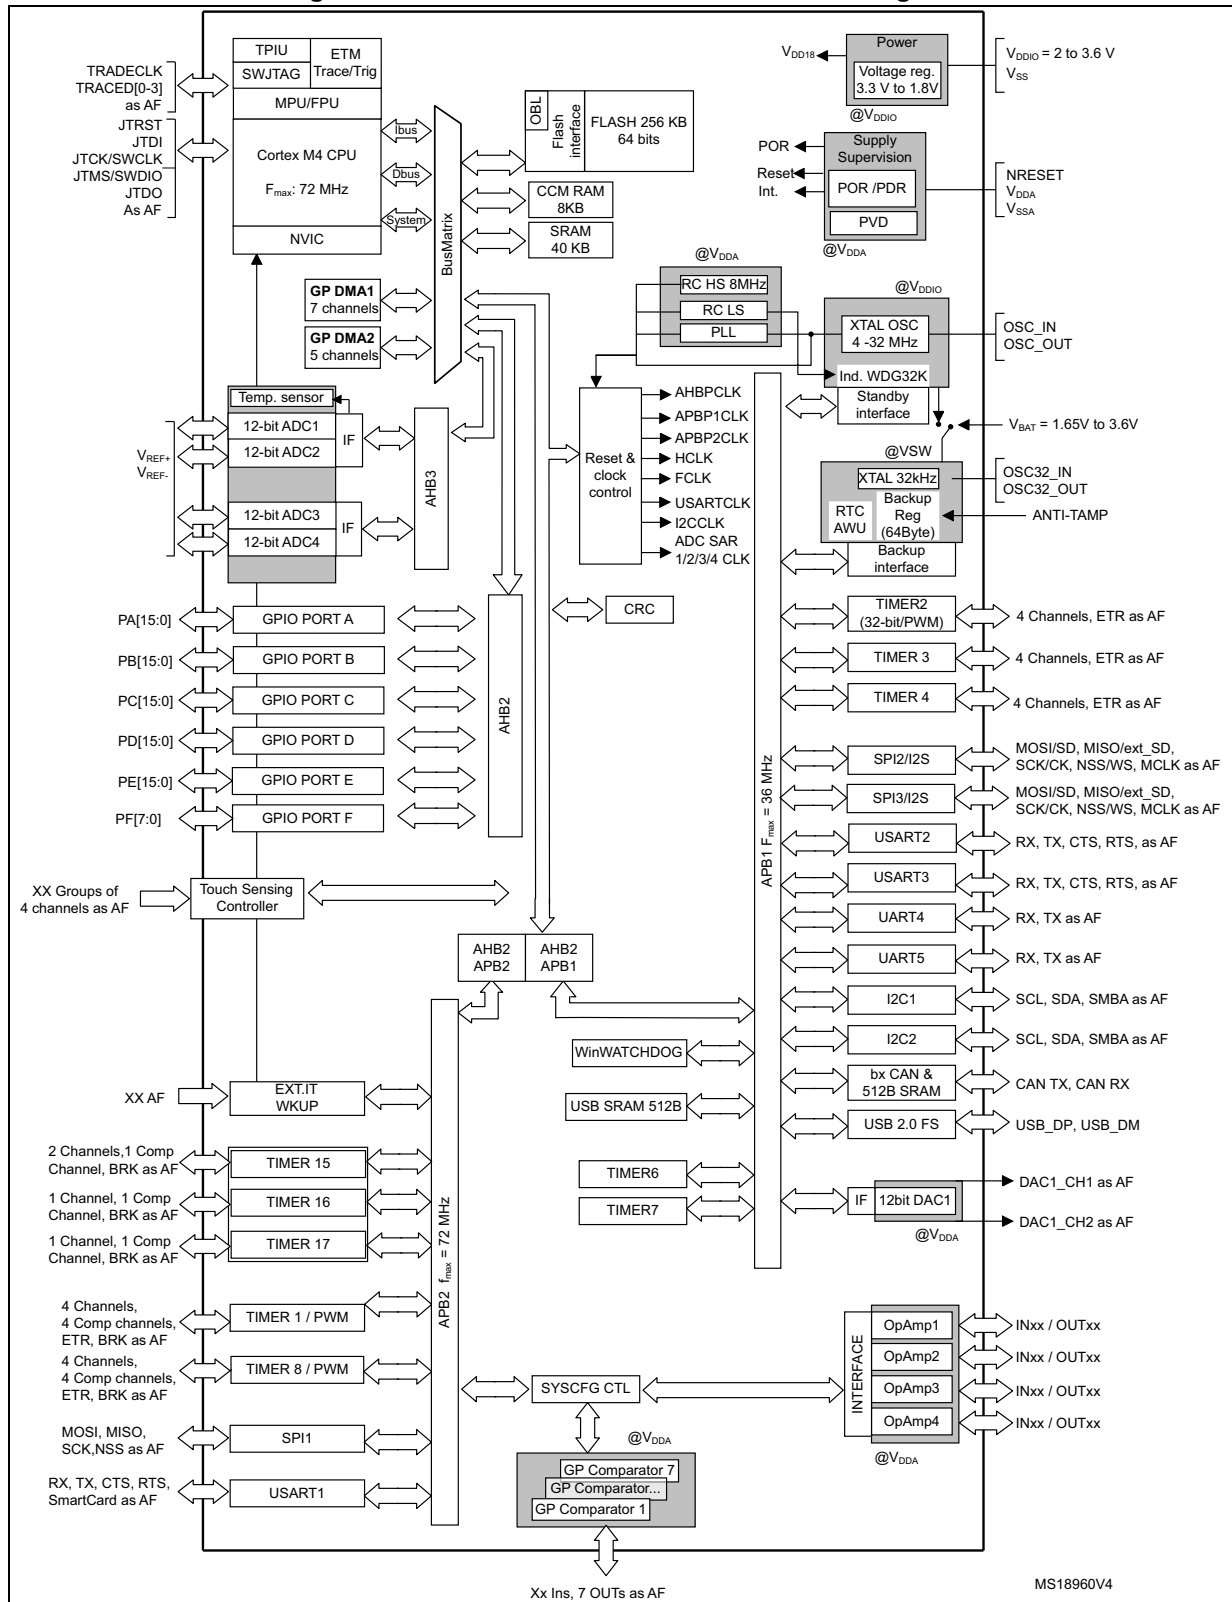 TPIU
ETM
Trace/Trig
SWJTAG
MPU/FPU
Cortex M4 CPU
Fmax: 72 MHz
NVIC
TRADECLK
TRACED[0-3]
as AF
JTRST
JTDI
JTCK/SWCLK
JTMS/SWDIO
JTDO
As AF
Ibus
Dbus
System
BusMatrix
OBL
Flash
interface
FLASH 256 KB
64 bits
CCM RAM
8KB
SRAM
40 KB
GP DMA1
7 channels
GP DMA2
5 channels
VDD18
Power
Voltage reg.
3.3 V to 1.8V
@VDDIO
VDDIO = 2 to 3.6 V
VSS
POR
Reset
Int.
Supply
Supervision
POR /PDR
PVD
@VDDA
NRESET
VDDA
VSSA
@VDDA
RC HS 8MHz
RC LS
PLL
@VDDIO
XTAL OSC
4 -32 MHz
Ind. WDG32K
Standby
interface
OSC_IN
OSC_OUT
VBAT = 1.65V to 3.6V
@VSW
XTAL 32kHz
RTC
AWU
Backup
Reg
(64Byte)
Backup
interface
OSC32_IN
OSC32_OUT
ANTI-TAMP
Reset &
clock
control
AHBPCLK
APBP1CLK
APBP2CLK
HCLK
FCLK
USARTCLK
I2CCLK
ADC SAR
1/2/3/4 CLK
Temp. sensor
12-bit ADC1
12-bit ADC2
IF
VREF+
VREF-
12-bit ADC3
12-bit ADC4
IF
AHB3
AHB2
CRC
PA[15:0]
GPIO PORT A
PB[15:0]
GPIO PORT B
PC[15:0]
GPIO PORT C
PD[15:0]
GPIO PORT D
PE[15:0]
GPIO PORT E
PF[7:0]
GPIO PORT F
XX Groups of
4 channels as AF
Touch Sensing
Controller
AHB2
APB2
AHB2
APB1
APB1 Fmax = 36 MHz
TIMER2
(32-bit/PWM)
4 Channels, ETR as AF
TIMER 3
4 Channels, ETR as AF
TIMER 4
4 Channels, ETR as AF
SPI2/I2S
MOSI/SD, MISO/ext_SD,
SCK/CK, NSS/WS, MCLK as AF
SPI3/I2S
MOSI/SD, MISO/ext_SD,
SCK/CK, NSS/WS, MCLK as AF
USART2
RX, TX, CTS, RTS, as AF
USART3
RX, TX, CTS, RTS, as AF
UART4
RX, TX as AF
UART5
RX, TX as AF
I2C1
SCL, SDA, SMBA as AF
I2C2
SCL, SDA, SMBA as AF
bx CAN &
512B SRAM
CAN TX, CAN RX
USB 2.0 FS
USB_DP, USB_DM
WinWATCHDOG
USB SRAM 512B
TIMER6
TIMER7
IF
12bit DAC1
@VDDA
DAC1_CH1 as AF
DAC1_CH2 as AF
XX AF
EXT.IT
WKUP
2 Channels,1 Comp
Channel, BRK as AF
TIMER 15
1 Channel, 1 Comp
Channel, BRK as AF
TIMER 16
1 Channel, 1 Comp
Channel, BRK as AF
TIMER 17
4 Channels,
4 Comp channels,
ETR, BRK as AF
TIMER 1 / PWM
4 Channels,
4 Comp channels,
ETR, BRK as AF
TIMER 8 / PWM
MOSI, MISO,
SCK,NSS as AF
SPI1
RX, TX, CTS, RTS,
SmartCard as AF
USART1
APB2 fmax = 72 MHz
SYSCFG CTL
@VDDA
GP Comparator 7
GP Comparator...
GP Comparator 1
Xx Ins, 7 OUTs as AF
INTERFACE
OpAmp1
INxx / OUTxx
OpAmp2
INxx / OUTxx
OpAmp3
INxx / OUTxx
OpAmp4
INxx / OUTxx
@VDDA
MS18960V4